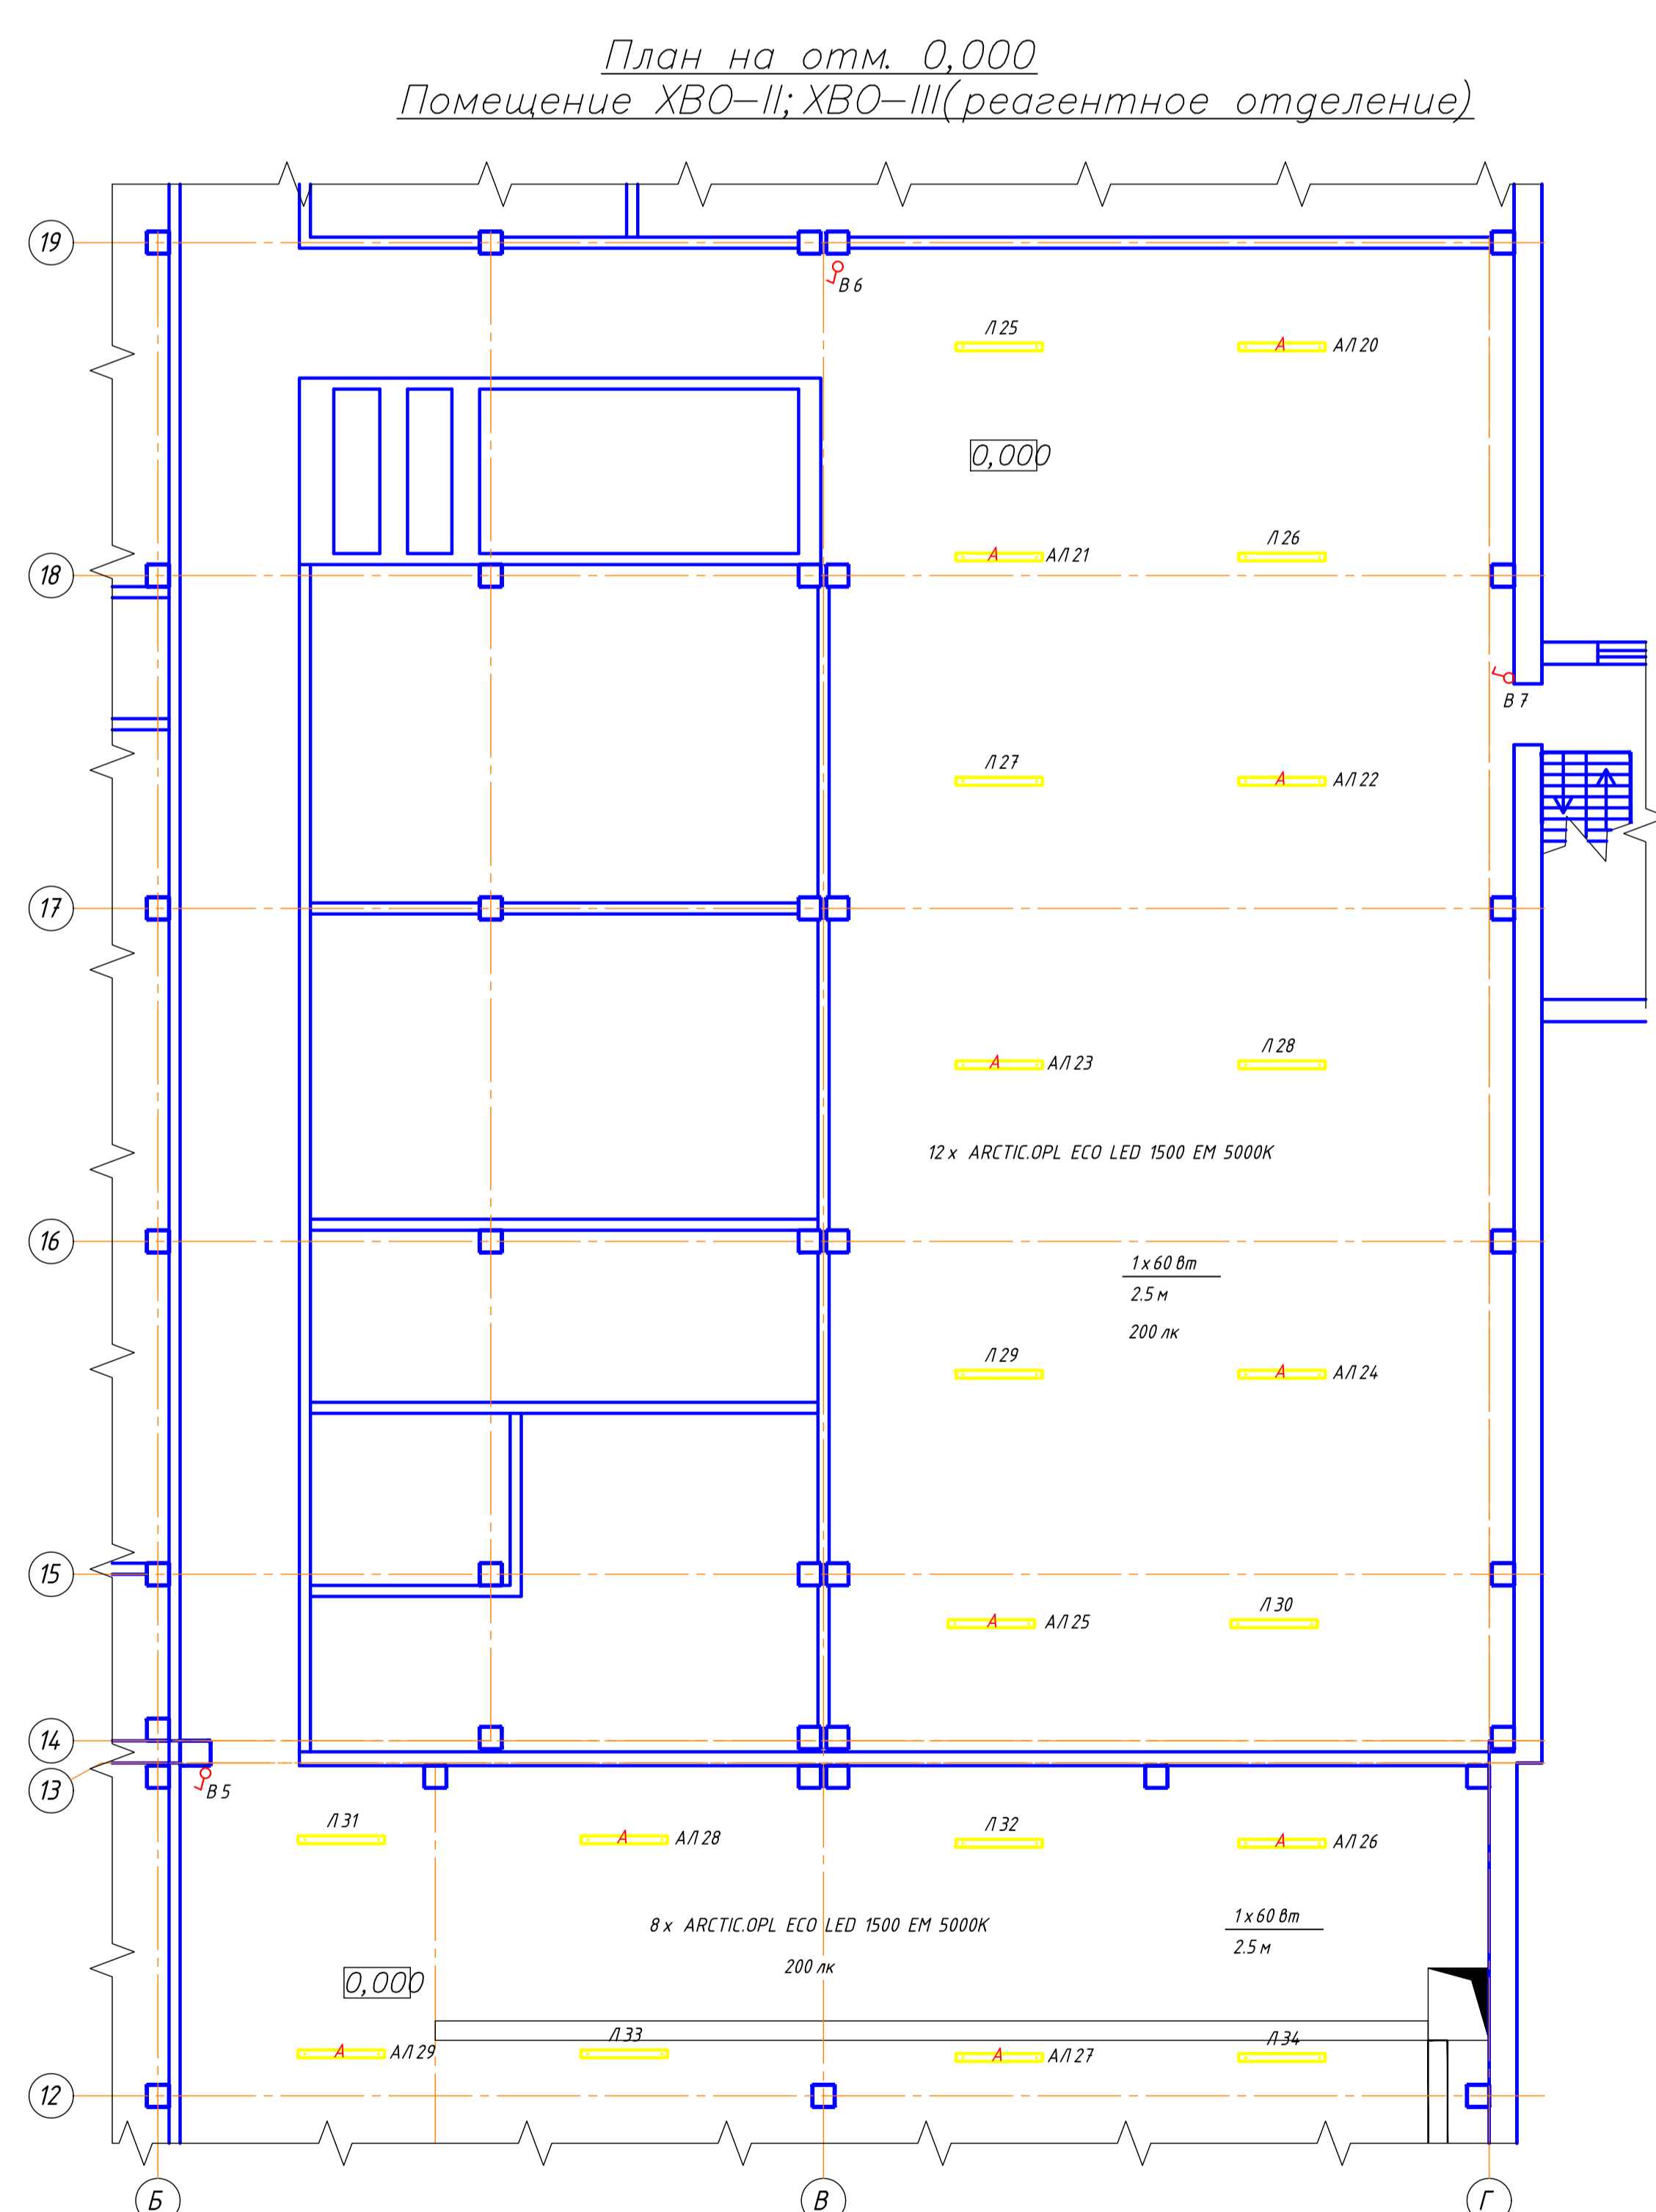 План на отм. 0,000
Помещение ХВО-II; ХВО-III(реагентное отделение)
19
В 6
Л 25
А
АЛ 20
0,000
А
АЛ 21
Л 26
18
В 7
Л 27
А
АЛ 22
17
А
АЛ 23
Л 28
12 x ARCTIC.OPL ECO LED 1500 EM 5000K
16
1 x 60 вт
2.5 м
200 лк
Л 29
А
АЛ 24
15
А
АЛ 25
Л 30
14
13
В 5
Л 31
А
АЛ 28
Л 32
А
АЛ 26
8 x ARCTIC.OPL ECO LED 1500 EM 5000K
1 x 60 вт
2.5 м
200 лк
0,000
А
АЛ 29
Л 33
А
АЛ 27
Л 34
12
Б
В
Г